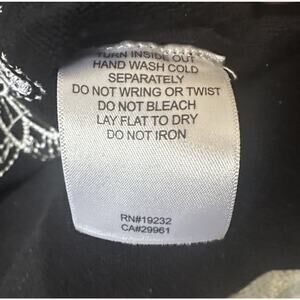 TURN INSIDE OUT
HAND WASH COLD
SEPARATELY
DO NOT WRING OR TWIST
DO NOT BLEACH
LAY FLAT TO DRY
DO NOT IRON
RN#19232
CA#29961